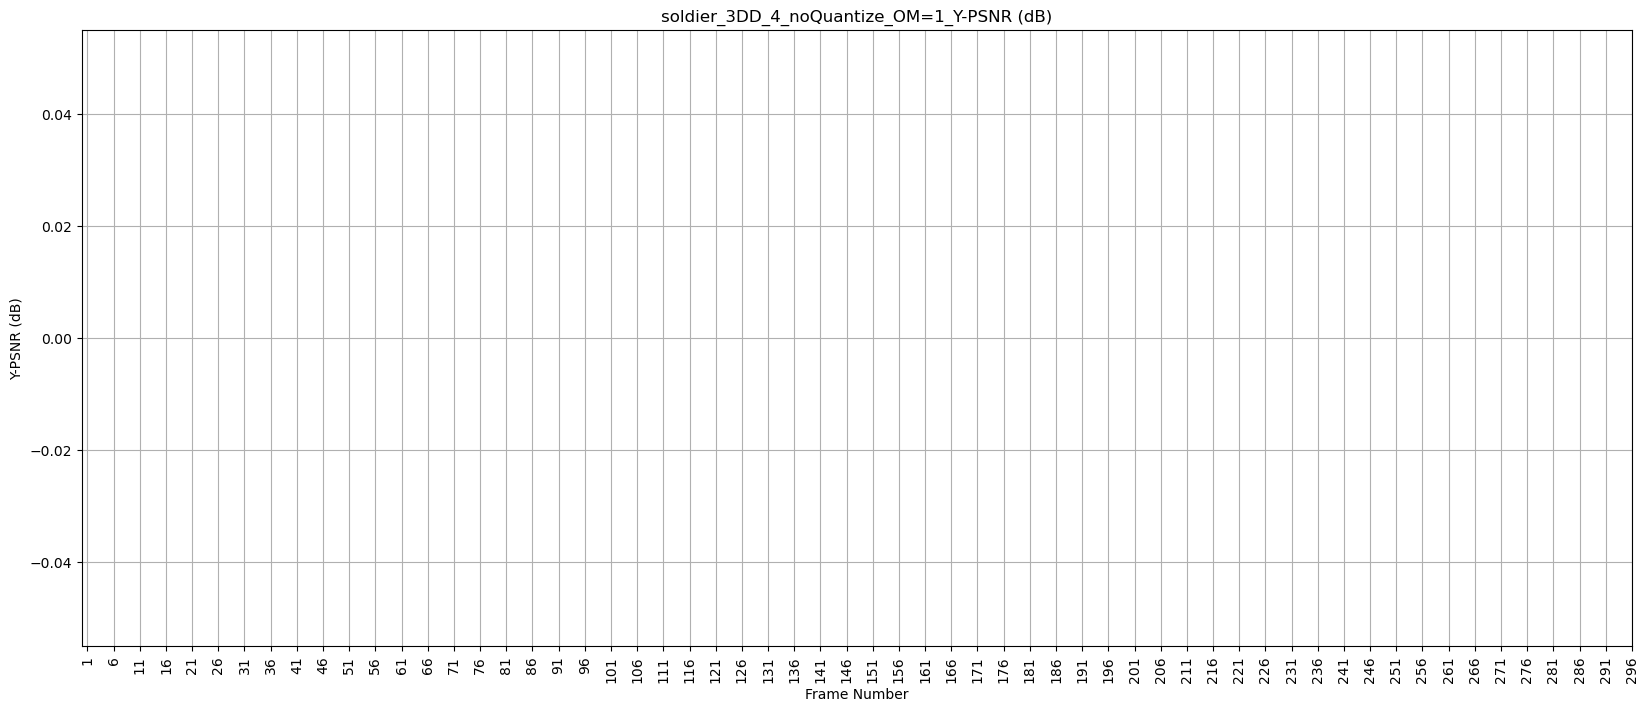 soldier_3DD_4_noQuantize_OM=1_Y-PSNR (dB)
Y-PSNR (dB)
0.04
0.02
0.00
−0.02
−0.04
1 6 11 16 21 26 31 36 41 46 51 56 61 66 71 76 81 86 91 96 101 106 111 116 121 126 131 136 141 146 151 156 161 166 171 176 181 186 191 196 201 206 211 216 221 226 231 236 241 246 251 256 261 266 271 276 281 286 291 296
Frame Number